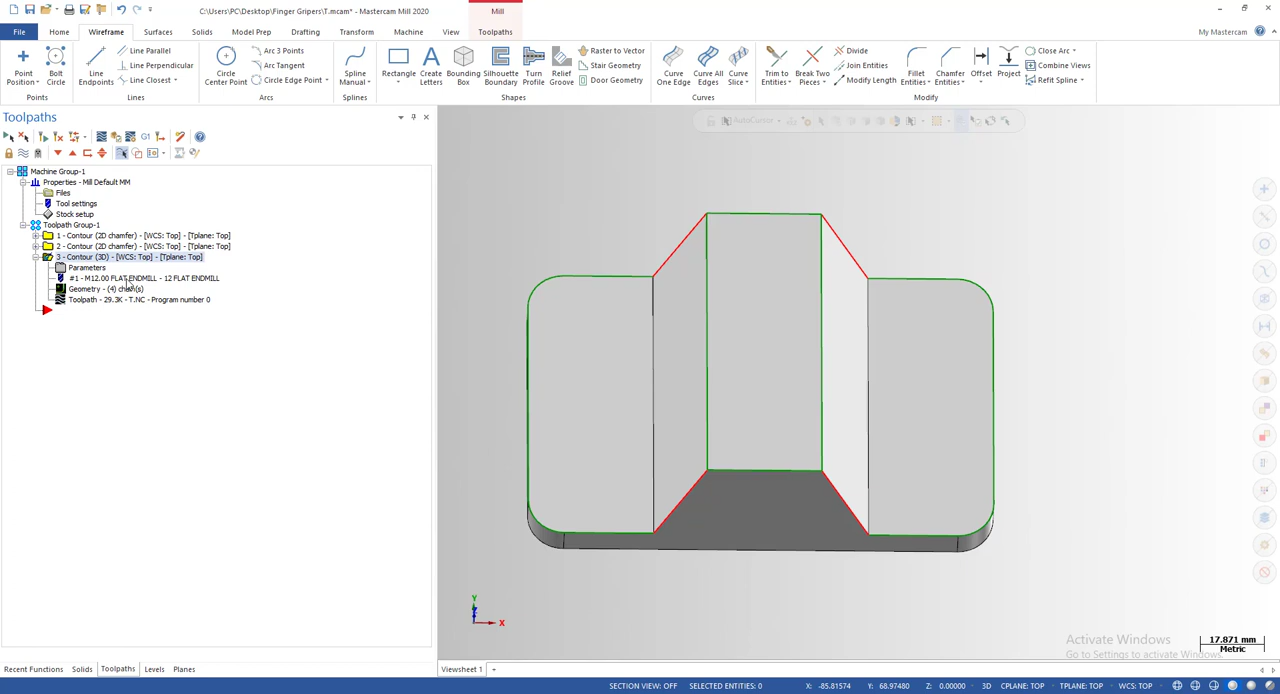 C:\Users\PC\Desktop\Finger Gripers\T.mcam* - Mastercam Mill 2020
Mill
File Home Wireframe Surfaces Solids Model Prep Drafting Transform Machine View Toolpaths My Mastercam
Point Position
Bolt Circle
Points
Line Endpoints
Line Parallel
Line Perpendicular
Line Closest
Lines
Circle Center Point
Arc 3 Points
Arc Tangent
Circle Edge Point
Arcs
Spline Manual
Splines
Rectangle
Create Letters
Bounding Box
Silhouette Boundary
Turn Profile
Relief Groove
Raster to Vector
Stair Geometry
Door Geometry
Shapes
Curve One Edge
Curve All Edges
Curve Slice
Curves
Trim to Entities
Break Two Pieces
Divide
Join Entities
Modify Length
Fillet Entities
Chamfer Entities
Offset
Project
Close Arc
Combine Views
Refit Spline
Modify
Toolpaths
G1
AutoCursor
Machine Group-1
Properties - Mill Default MM
Files
Tool settings
Stock setup
Toolpath Group-1
1 - Contour (2D chamfer) - [WCS: Top] - [Tplane: Top]
2 - Contour (2D chamfer) - [WCS: Top] - [Tplane: Top]
3 - Contour (3D) - [WCS: Top] - [Tplane: Top]
Parameters
#1 - M12.00 FLAT ENDMILL - 12 FLAT ENDMILL
Geometry - (4) chain(s)
Toolpath - 29.3K - T.NC - Program number 0
Y
X
Activate Windows
Go to Settings to activate Windows.
17.871 mm
Metric
Recent Functions Solids Toolpaths Levels Planes
Viewsheet 1
SECTION VIEW: OFF SELECTED ENTITIES: 0 X: -85.81574 Y: 68.97480 Z: 0.00000 3D CPLANE: TOP TPLANE: TOP WCS: TOP